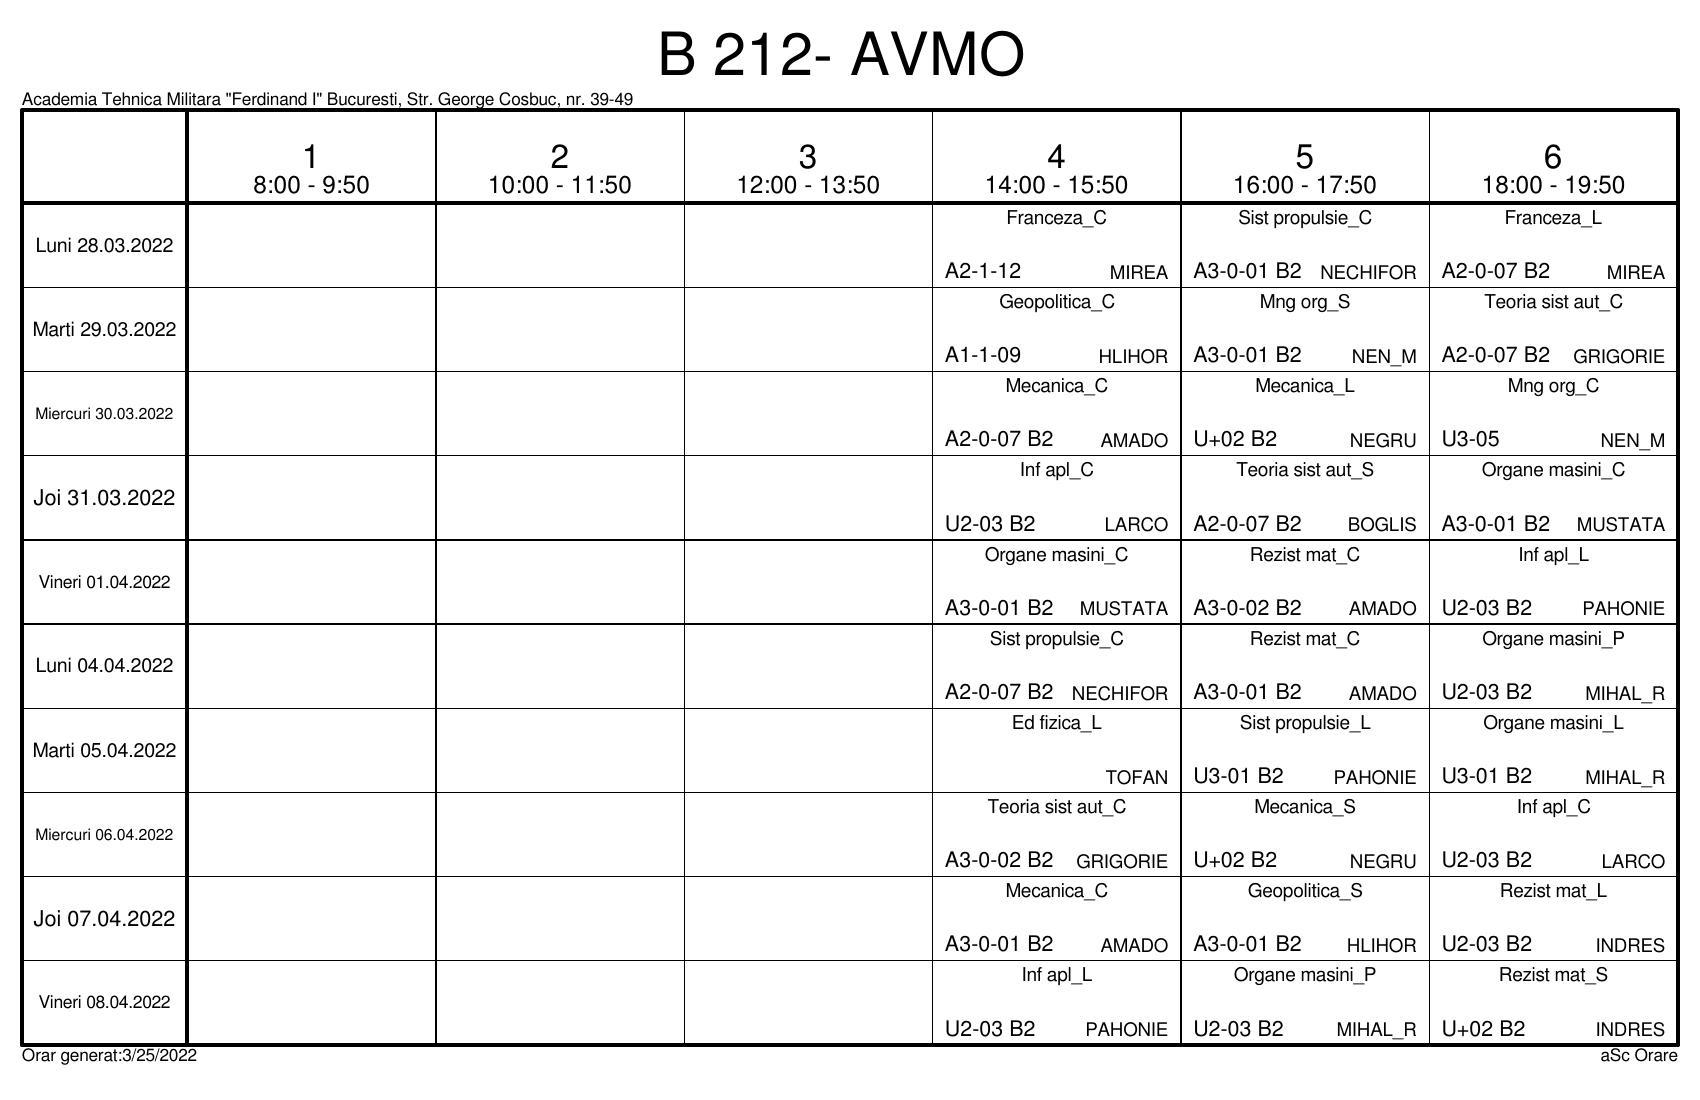 B 212- AVMO
Academia Tehnica Militara "Ferdinand I" Bucuresti, Str. George Cosbuc, nr. 39-49
1 2 3 4 5 6
8:00 - 9:50 10:00 - 11:50 12:00 - 13:50 14:00 - 15:50 16:00 - 17:50 18:00 - 19:50
Franceza_C Sist propulsie_C Franceza_L
Luni 28.03.2022
A2-1-12 MIREA A3-0-01 B2 NECHIFOR A2-0-07 B2 MIREA
Geopolitica_C Mng org_S Teoria sist aut_C
Marti 29.03.2022
A1-1-09 HLIHOR A3-0-01 B2 NEN_M A2-0-07 B2 GRIGORIE
Mecanica_C Mecanica_L Mng org_C
Miercuri 30.03.2022
A2-0-07 B2 AMADO U+02 B2 NEGRU U3-05 NEN_M
Inf apl_C Teoria sist aut_S Organe masini_C
Joi 31.03.2022
U2-03 B2 LARCO A2-0-07 B2 BOGLIS A3-0-01 B2 MUSTATA
Organe masini_C Rezist mat_C Inf apl_L
Vineri 01.04.2022
A3-0-01 B2 MUSTATA A3-0-02 B2 AMADO U2-03 B2 PAHONIE
Sist propulsie_C Rezist mat_C Organe masini_P
Luni 04.04.2022
A2-0-07 B2 NECHIFOR A3-0-01 B2 AMADO U2-03 B2 MIHAL_R
Ed fizica_L Sist propulsie_L Organe masini_L
Marti 05.04.2022
TOFAN U3-01 B2 PAHONIE U3-01 B2 MIHAL_R
Teoria sist aut_C Mecanica_S Inf apl_C
Miercuri 06.04.2022
A3-0-02 B2 GRIGORIE U+02 B2 NEGRU U2-03 B2 LARCO
Mecanica_C Geopolitica_S Rezist mat_L
Joi 07.04.2022
A3-0-01 B2 AMADO A3-0-01 B2 HLIHOR U2-03 B2 INDRES
Inf apl_L Organe masini_P Rezist mat_S
Vineri 08.04.2022
U2-03 B2 PAHONIE U2-03 B2 MIHAL_R U+02 B2 INDRES
Orar generat:3/25/2022 aSc Orare